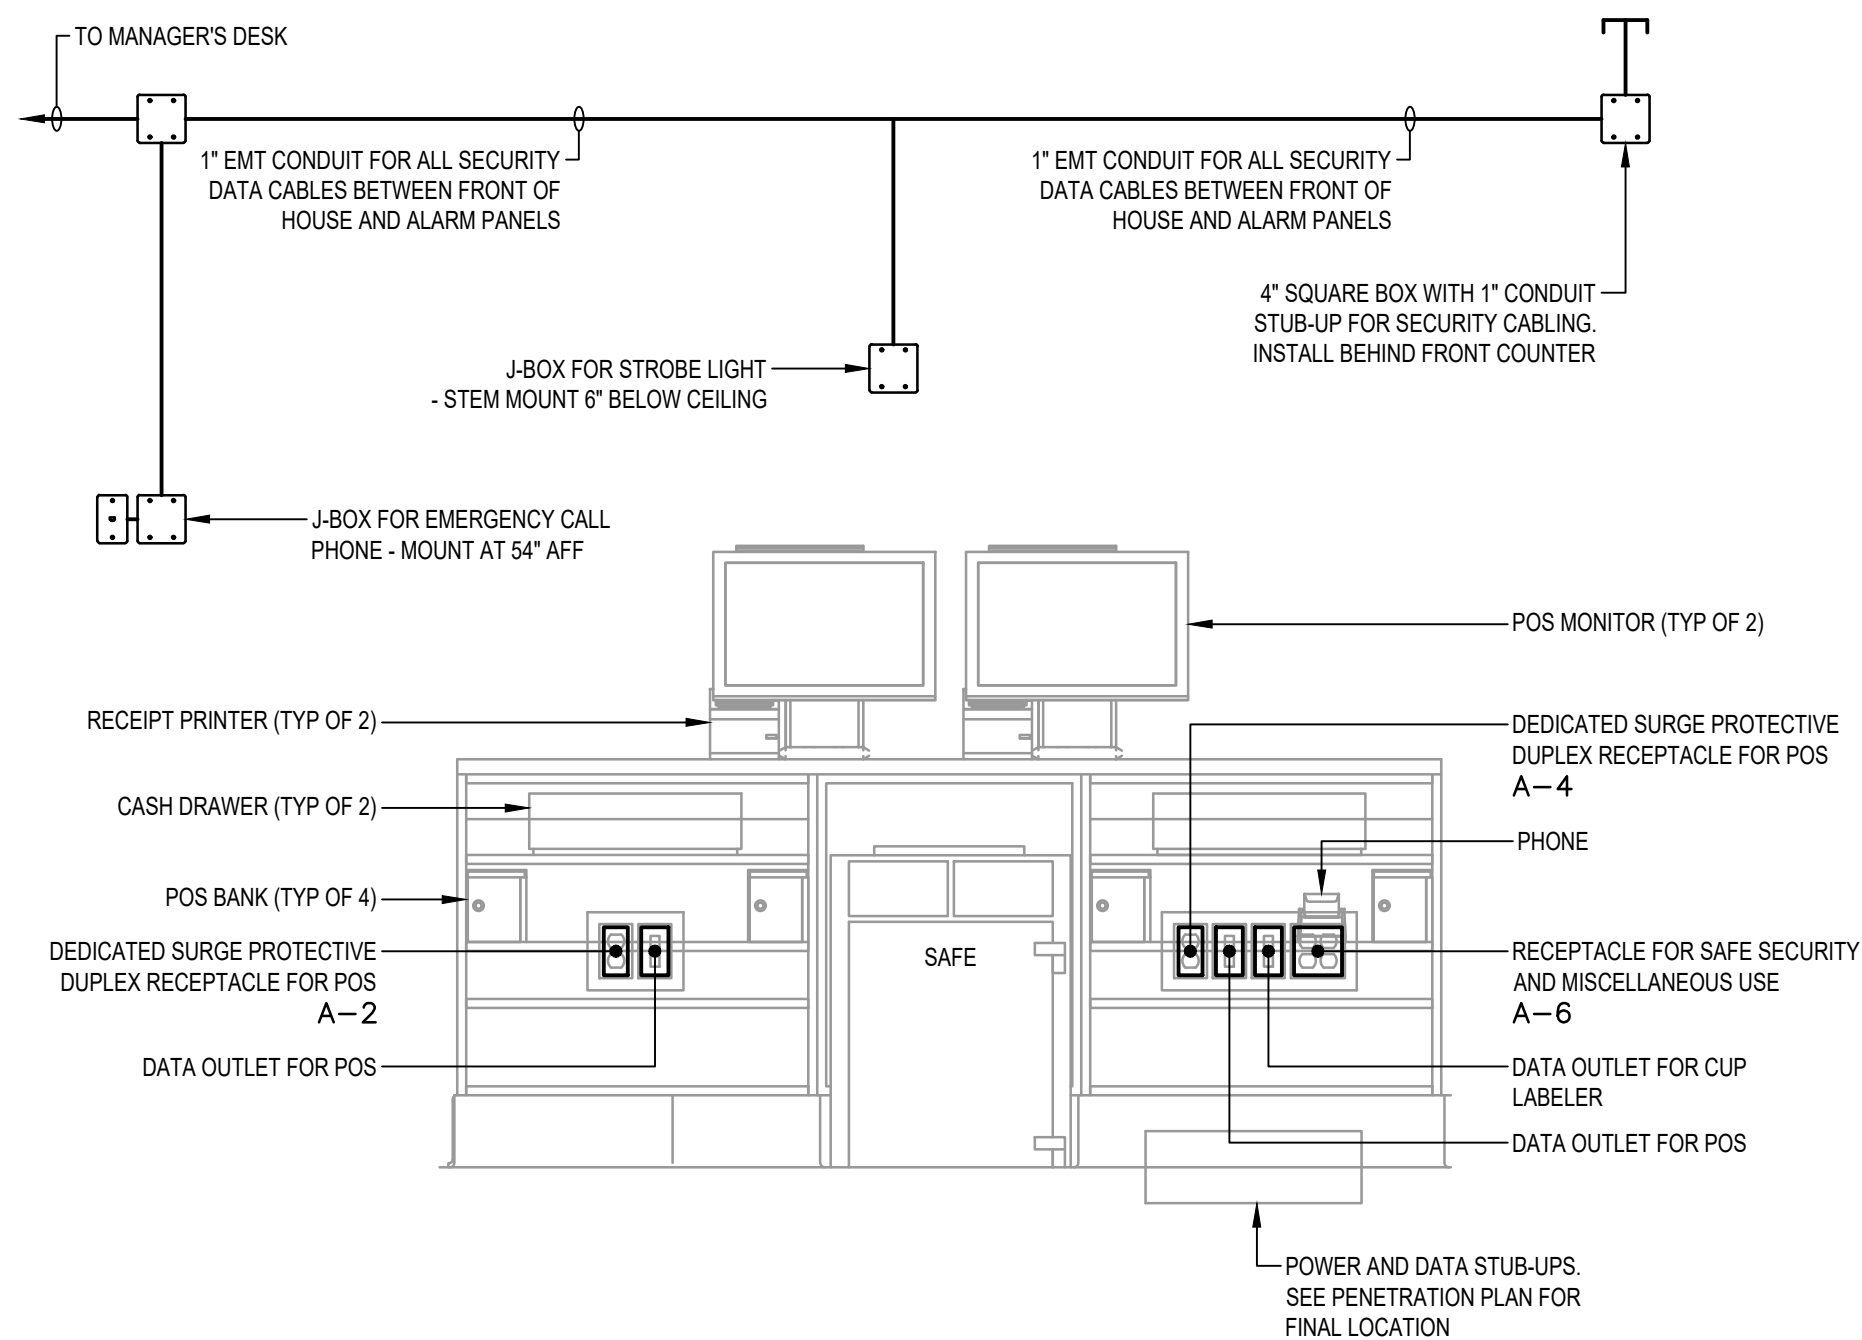 TO MANAGER'S DESK
1" EMT CONDUIT FOR ALL SECURITY
DATA CABLES BETWEEN FRONT OF
HOUSE AND ALARM PANELS
1" EMT CONDUIT FOR ALL SECURITY
DATA CABLES BETWEEN FRONT OF
HOUSE AND ALARM PANELS
4" SQUARE BOX WITH 1" CONDUIT
STUB-UP FOR SECURITY CABLING.
INSTALL BEHIND FRONT COUNTER
J-BOX FOR STROBE LIGHT
- STEM MOUNT 6" BELOW CEILING
J-BOX FOR EMERGENCY CALL
PHONE - MOUNT AT 54" AFF
POS MONITOR (TYP OF 2)
RECEIPT PRINTER (TYP OF 2)
DEDICATED SURGE PROTECTIVE
DUPLEX RECEPTACLE FOR POS
A-4
CASH DRAWER (TYP OF 2)
PHONE
POS BANK (TYP OF 4)
DEDICATED SURGE PROTECTIVE
DUPLEX RECEPTACLE FOR POS
A-2
SAFE
RECEPTACLE FOR SAFE SECURITY
AND MISCELLANEOUS USE
A-6
DATA OUTLET FOR POS
DATA OUTLET FOR CUP
LABELER
DATA OUTLET FOR POS
POWER AND DATA STUB-UPS.
SEE PENETRATION PLAN FOR
FINAL LOCATION